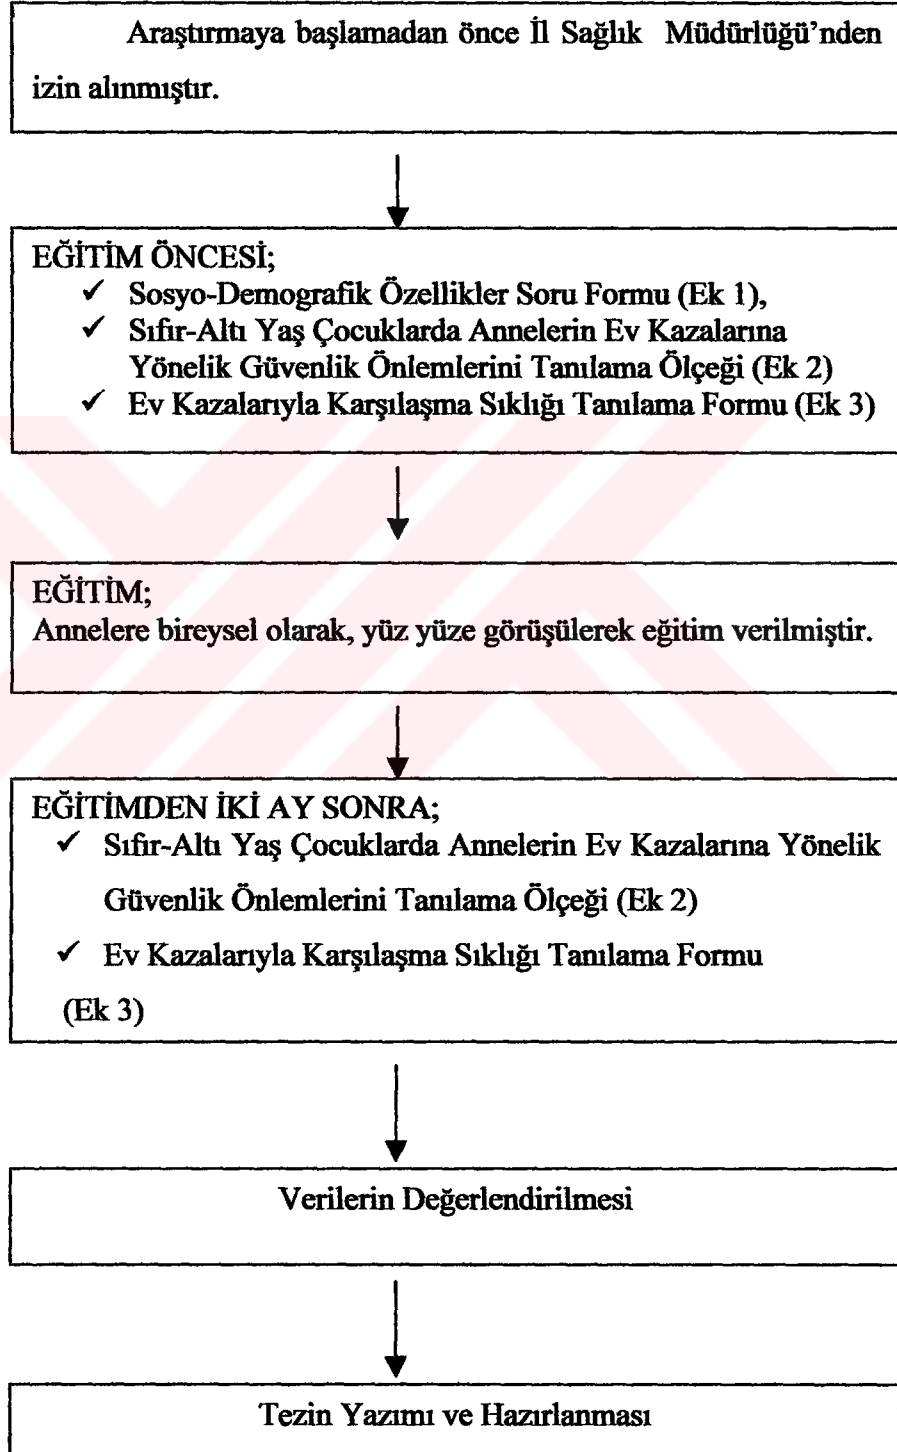 Araştırmaya başlamadan önce İl Sağlık Müdürlüğü'nden
izin alınmıştır.
EĞİTİM ÖNCESİ;
✓ Sosyo-Demografik Özellikler Soru Formu (Ek 1),
✓ Sıfır-Altı Yaş Çocuklarda Annelerin Ev Kazalarına
Yönelik Güvenlik Önlemlerini Tanılama Ölçeği (Ek 2)
✓ Ev Kazalarıyla Karşılaşma Sıklığı Tanılama Formu (Ek 3)
EĞİTİM;
Annelere bireysel olarak, yüz yüze görüşülerek eğitim verilmiştir.
EĞİTİMDEN İKİ AY SONRA;
✓ Sıfır-Altı Yaş Çocuklarda Annelerin Ev Kazalarına Yönelik
Güvenlik Önlemlerini Tanılama Ölçeği (Ek 2)
✓ Ev Kazalarıyla Karşılaşma Sıklığı Tanılama Formu
(Ek 3)
Verilerin Değerlendirilmesi
Tezin Yazımı ve Hazırlanması